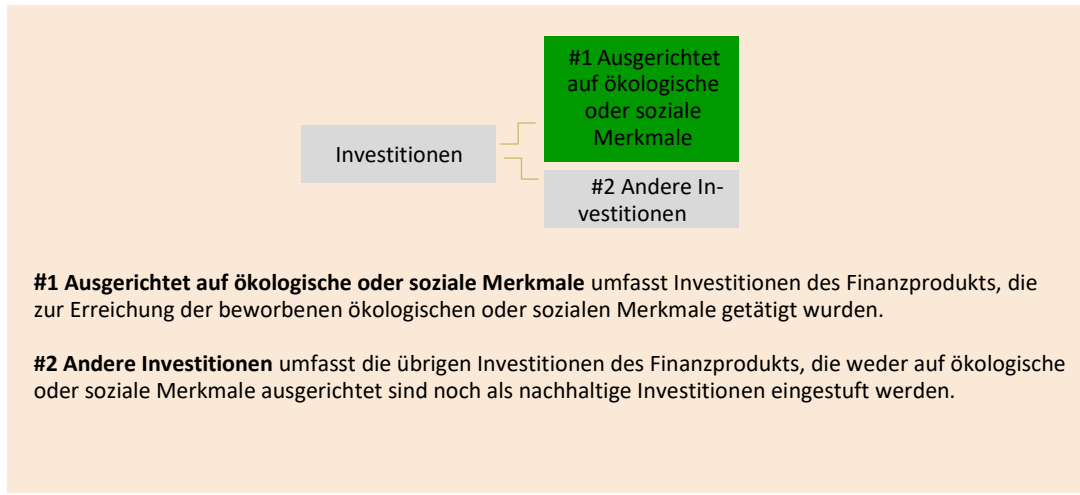 #1 Ausgerichtet
auf ökologische
oder soziale
Merkmale
Investitionen
#2 Andere In-
vestitionen
#1 Ausgerichtet auf ökologische oder soziale Merkmale umfasst Investitionen des Finanzprodukts, die
zur Erreichung der beworbenen ökologischen oder sozialen Merkmale getätigt wurden.
#2 Andere Investitionen umfasst die übrigen Investitionen des Finanzprodukts, die weder auf ökologische
oder soziale Merkmale ausgerichtet sind noch als nachhaltige Investitionen eingestuft werden.